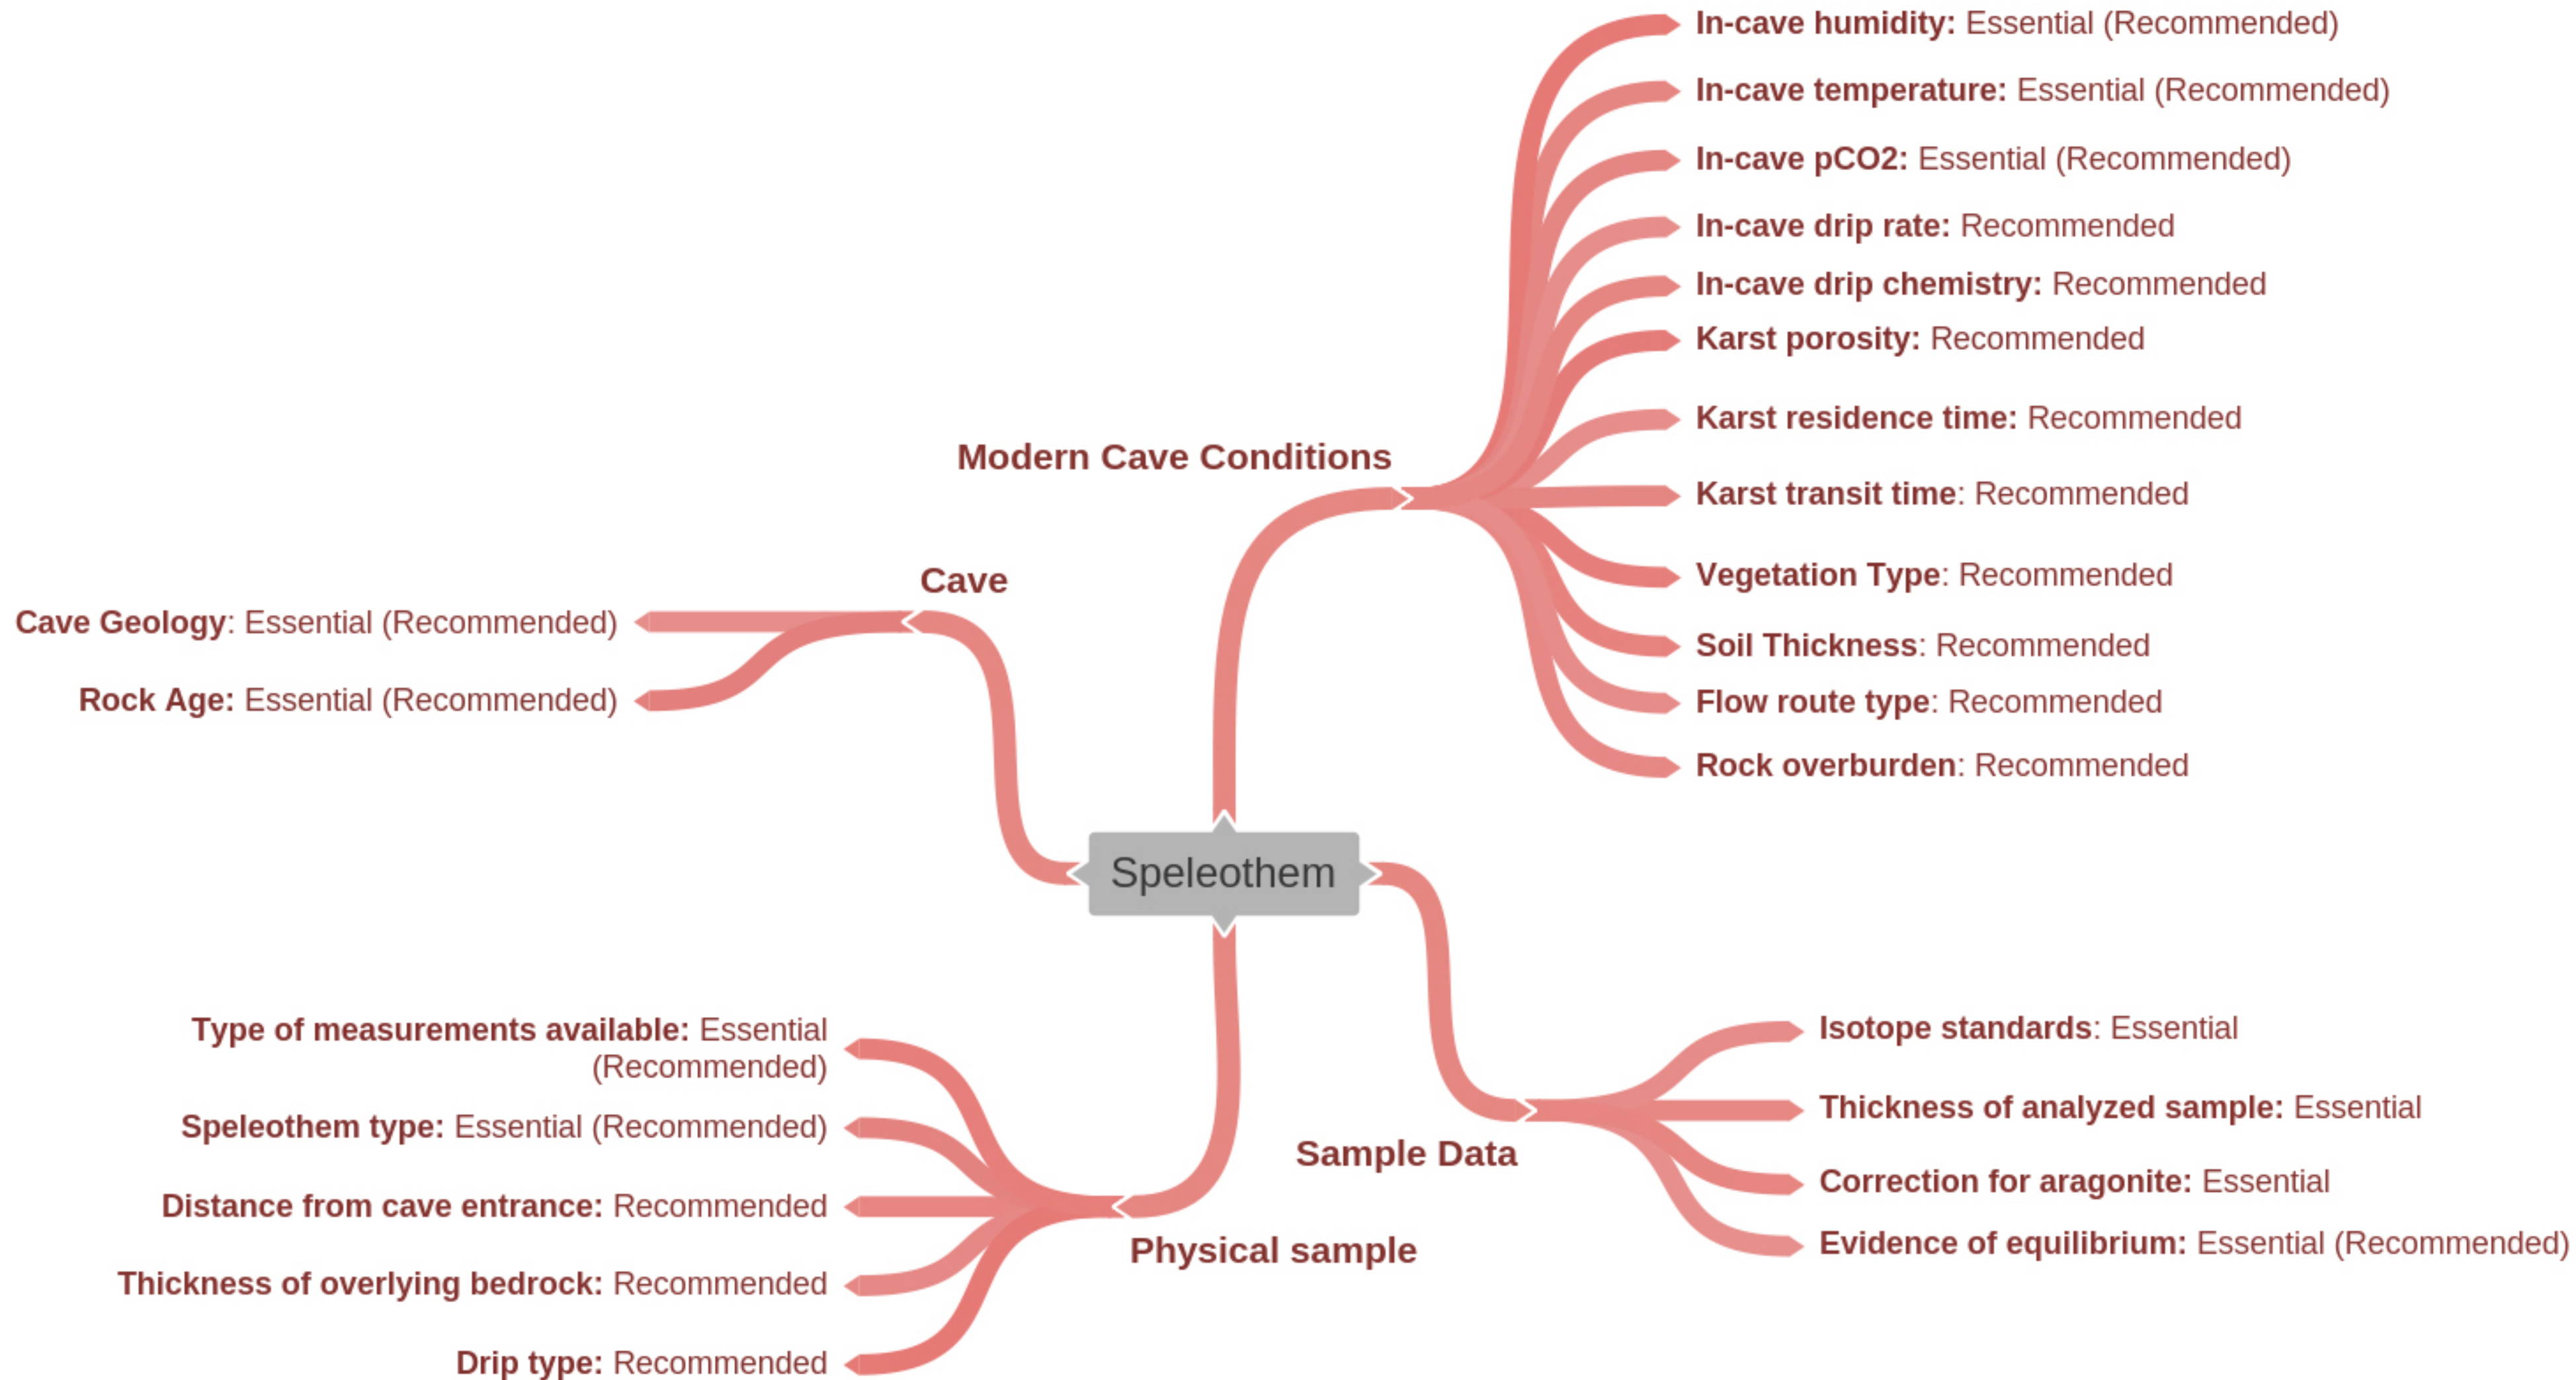 In-cave humidity: Essential (Recommended)
In-cave temperature: Essential (Recommended)
In-cave pCO2: Essential (Recommended)
In-cave drip rate: Recommended
In-cave drip chemistry: Recommended
Karst porosity: Recommended
Karst residence time: Recommended
Modern Cave Conditions
Karst transit time: Recommended
Vegetation Type: Recommended
Soil Thickness: Recommended
Flow route type: Recommended
Rock overburden: Recommended
Cave
Cave Geology: Essential (Recommended)
Rock Age: Essential (Recommended)
Speleothem
Type of measurements available: Essential
(Recommended)
Speleothem type: Essential (Recommended)
Distance from cave entrance: Recommended
Thickness of overlying bedrock: Recommended
Drip type: Recommended
Physical sample
Sample Data
Isotope standards: Essential
Thickness of analyzed sample: Essential
Correction for aragonite: Essential
Evidence of equilibrium: Essential (Recommended)